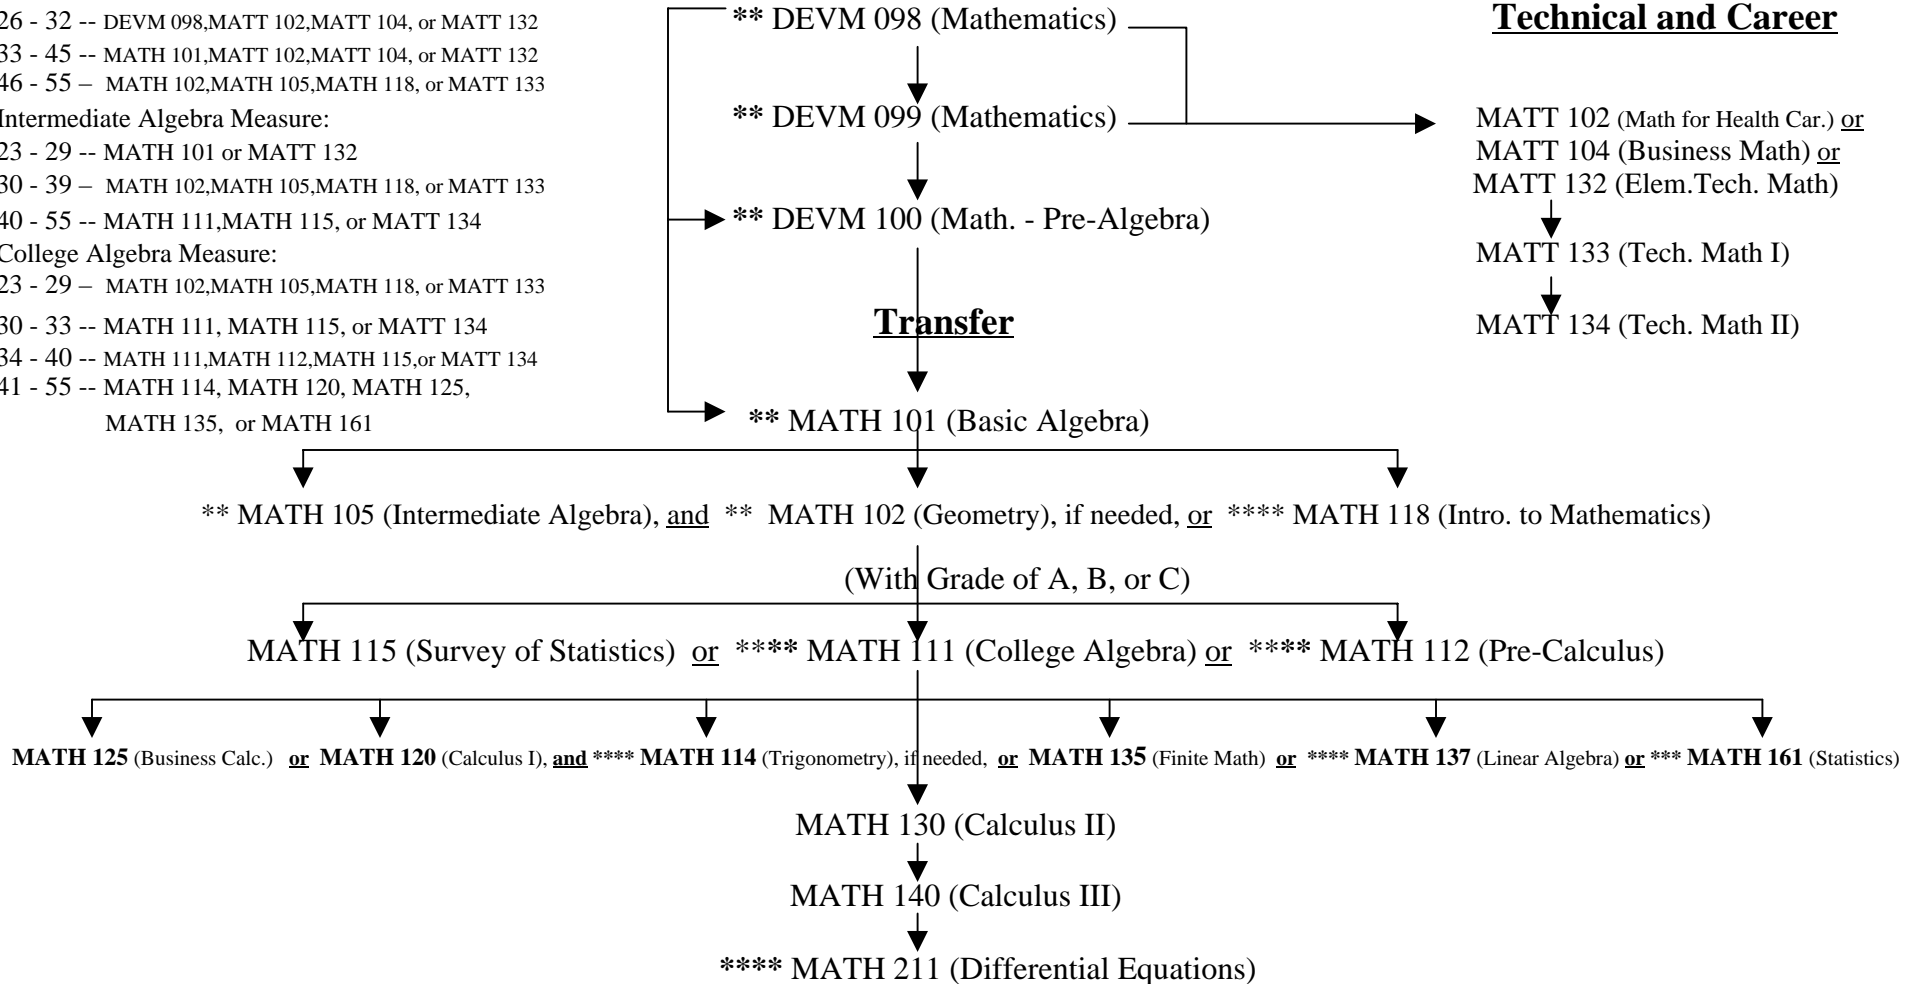 26 - 32 -- DEVM 098,MATT 102,MATT 104, or MATT 132
33 - 45 -- MATH 101,MATT 102,MATT 104, or MATT 132
46 - 55 – MATH 102,MATH 105,MATH 118, or MATT 133
Intermediate Algebra Measure:
23 - 29 -- MATH 101 or MATT 132
30 - 39 – MATH 102,MATH 105,MATH 118, or MATT 133
40 - 55 -- MATH 111,MATH 115, or MATT 134
College Algebra Measure:
23 - 29 – MATH 102,MATH 105,MATH 118, or MATT 133
30 - 33 -- MATH 111, MATH 115, or MATT 134
34 - 40 -- MATH 111,MATH 112,MATH 115,or MATT 134
41 - 55 -- MATH 114, MATH 120, MATH 125,
MATH 135, or MATH 161
** DEVM 098 (Mathematics)
** DEVM 099 (Mathematics)
** DEVM 100 (Math. - Pre-Algebra)
Transfer
** MATH 101 (Basic Algebra)
Technical and Career
MATT 102 (Math for Health Car.) or
MATT 104 (Business Math) or
MATT 132 (Elem.Tech. Math)
MATT 133 (Tech. Math I)
MATT 134 (Tech. Math II)
** MATH 105 (Intermediate Algebra), and ** MATH 102 (Geometry), if needed, or **** MATH 118 (Intro. to Mathematics)
(With Grade of A, B, or C)
MATH 115 (Survey of Statistics) or **** MATH 111 (College Algebra) or **** MATH 112 (Pre-Calculus)
MATH 125 (Business Calc.) or MATH 120 (Calculus I), and **** MATH 114 (Trigonometry), if needed, or MATH 135 (Finite Math) or **** MATH 137 (Linear Algebra) or *** MATH 161 (Statistics)
MATH 130 (Calculus II)
MATH 140 (Calculus III)
**** MATH 211 (Differential Equations)